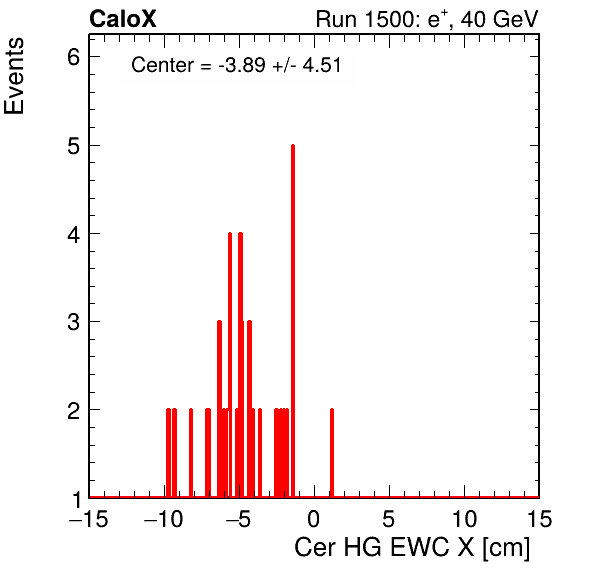 CaloX Run 1500: e⁺, 40 GeV
Center = -3.89 +/- 4.51
Events
6
5
4
3
2
1
−15 −10 −5 0 5 10 15
Cer HG EWC X [cm]